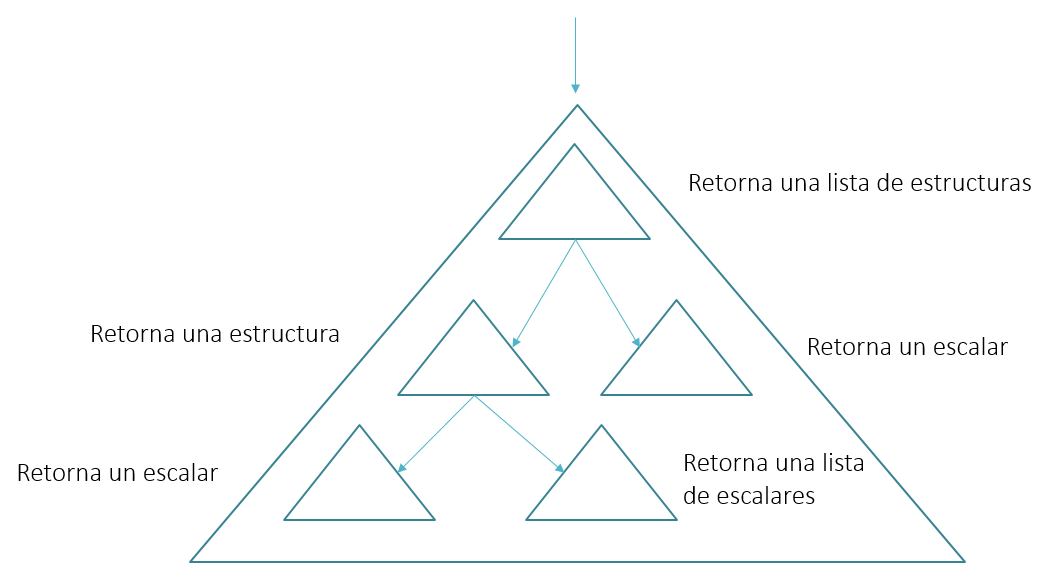 Retorna una lista de estructuras
Retorna una estructura
Retorna un escalar
Retorna un escalar
Retorna una lista
de escalares